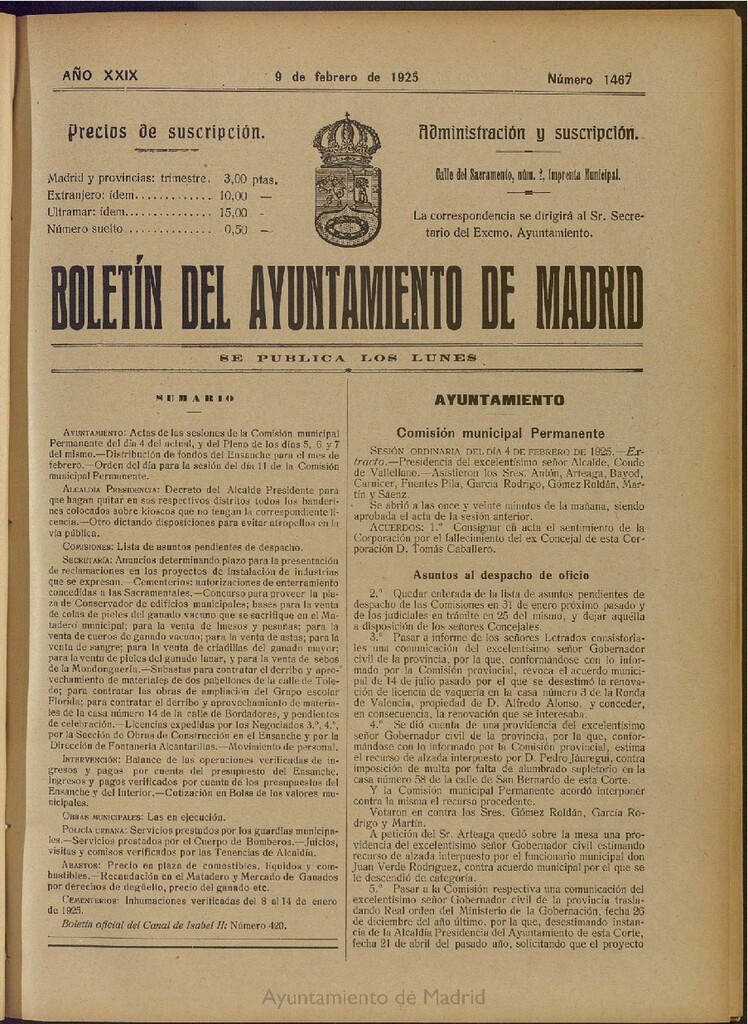 AÑO XXIX
9 de febrero de 1925
Número 1467
Precios de suscripción.
Madrid y provincias: trimestre. 3,00 ptas.
Extranjero: ídem............. 10,00 —
Ultramar: ídem.............. 15,00 -
Número suelto.............. 0,50 —
Administración y suscripción.
Calle del Sacramento, núm. 2, Imprenta Municipal.
La correspondencia se dirigirá al Sr. Secre-
tario del Excmo. Ayuntamiento.
BOLETÍN DEL AYUNTAMIENTO DE MADRID
SE PUBLICA LOS LUNES
SUMARIO
AYUNTAMIENTO: Actas de las sesiones de la Comisión municipal
Permanente del día 4 del actual, y del Pleno de los días 5, 6 y 7
del mismo.—Distribución de fondos del Ensanche para el mes de
febrero.—Orden del día para la sesión del día 11 de la Comisión
municipal Permanente.
ALCALDÍA PRESIDENCIA: Decreto del Alcalde Presidente para
que hagan quitar en sus respectivos distritos todos los banderines
colocados sobre kioscos que no tengan la correspondiente
licencia.—Otro dictando disposiciones para evitar atropellos en la
vía pública.
COMISIONES: Lista de asuntos pendientes de despacho.
SECRETARÍA: Anuncios determinando plazo para la presentación
de reclamaciones en los proyectos de instalación de industrias
que se expresan.—Cementerios: autorizaciones de enterramiento
concedidas a las Sacramentales.—Concurso para proveer la pla-
za de Conservador de edificios municipales; bases para la venta
de colas de pieles del ganado vacuno que se sacrifique en el Ma-
tadero municipal; para la venta de huesos y pesuñas; para la
venta de cueros de ganado vacuno; para la venta de astas; para la
venta de sangre; para la venta de criadillas del ganado mayor;
para la venta de pieles del ganado lanar, y para la venta de sebos
de la Mondonguería.—Subastas para contratar el derribo y apro-
vechamiento de materiales de dos pabellones de la calle de Tole-
do; para contratar las obras de ampliación del Grupo escolar
Florida; para contratar el derribo y aprovechamiento de materia-
les de la casa número 14 de la calle de Bordadores, y pendientes
de celebración.—Licencias expedidas por los Negociados 3.º, 4.º,
por la Sección de Obras de Construcción en el Ensanche y por la
Dirección de Fontanería Alcantarillas.—Movimiento de personal.
INTERVENCIÓN: Balance de las operaciones verificadas de in-
gresos y pagos por cuenta del presupuesto del Ensanche,
ingresos y pagos verificados por cuenta de los presupuestos del
Ensanche y del Interior.—Cotización en Bolsa de los valores mu-
nicipales.
OBRAS MUNICIPALES: Las en ejecución.
POLICÍA URBANA: Servicios prestados por los guardias municipa-
les.—Servicios prestados por el Cuerpo de Bomberos.—Juicios,
visitas y comisos verificados por las Tenencias de Alcaldía.
ABASTOS: Precio en plaza de comestibles, líquidos y com-
bustibles.—Recaudación en el Matadero y Mercado de Ganados
por derechos de degüello, precio del ganado etc.
CEMENTERIOS: Inhumaciones verificadas del 8 al 14 de enero
de 1925.
Boletín oficial del Canal de Isabel II: Número 420.
AYUNTAMIENTO
Comisión municipal Permanente
SESIÓN ORDINARIA DEL DÍA 4 DE FEBRERO DE 1925.—Ex-
tracto.—Presidencia del excelentísimo señor Alcalde, Conde
de Vallellano.—Asistieron los Sres. Antón, Arteaga, Bayod,
Carnicer, Fuentes Pila, García Rodrigo, Gómez Roldán, Mar-
tín y Sáenz.
Se abrió a las once y veinte minutos de la mañana, siendo
aprobada el acta de la sesión anterior.
ACUERDOS: 1.º Consignar en acta el sentimiento de la
Corporación por el fallecimiento del ex Concejal de esta Cor-
poración D. Tomás Caballero.
Asuntos al despacho de oficio
2.º Quedar enterada de la lista de asuntos pendientes de
despacho de las Comisiones en 31 de enero próximo pasado y
de los judiciales en trámite en 25 del mismo, y dejar aquélla
a disposición de los señores Concejales.
3.º Pasar a informe de los señores Letrados consistoria-
les una comunicación del excelentísimo señor Gobernador
civil de la provincia, por la que, conformándose con lo infor-
mado por la Comisión provincial, revoca el acuerdo municipal
de 14 de julio pasado por el que se desestimó la renova-
ción de licencia de vaquería en la casa número 3 de la Ronda
de Valencia, propiedad de D. Alfredo Alonso, y conceder, en
consecuencia, la renovación que se interesaba.
4.º Se dió cuenta de una providencia del excelentísimo
señor Gobernador civil de la provincia, por la que, confor-
mándose con lo informado por la Comisión provincial, estima
el recurso de alzada interpuesto por D. Pedro Jáuregui, contra
imposición de multa por falta de alumbrado supletorio en la
casa número 58 de la calle de San Bernardo de esta Corte.
Y la Comisión municipal Permanente acordó interponer
contra la misma el recurso procedente.
Votaron en contra los Sres. Gómez Roldán, García Ro-
drigo y Martín.
A petición del Sr. Arteaga quedó sobre la mesa una pro-
videncia del excelentísimo señor Gobernador civil estimando
recurso de alzada interpuesto por el funcionario municipal don
Juan Verde Rodríguez, contra acuerdo municipal por el que se
le descendió de categoría.
5.º Pasar a la Comisión respectiva una comunicación del
excelentísimo señor Gobernador civil de la provincia trasla-
dando Real orden del Ministerio de la Gobernación, fecha 26
de diciembre del año último, por la que, desestimando instan-
cia de la Alcaldía Presidencia del Ayuntamiento de esta Corte,
fecha 21 de abril del pasado año, solicitando que el proyecto
Ayuntamiento de Madrid